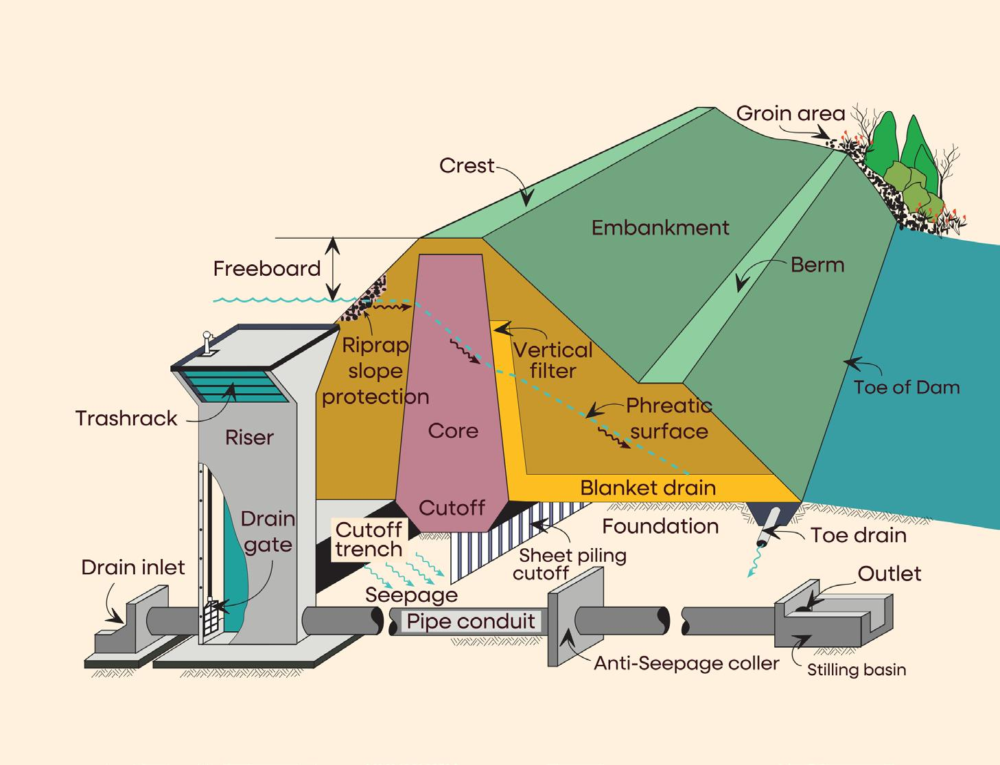 Groin area
Crest
Embankment
Freeboard
Berm
Riprap
slope
protection
Vertical
filter
Toe of Dam
Phreatic
surface
Trashrack
Riser
Core
Blanket drain
Cutoff
Drain
gate
Cutoff
trench
Foundation
Toe drain
Sheet piling
cutoff
Drain inlet
Outlet
Seepage
Pipe conduit
Anti-Seepage coller
Stilling basin